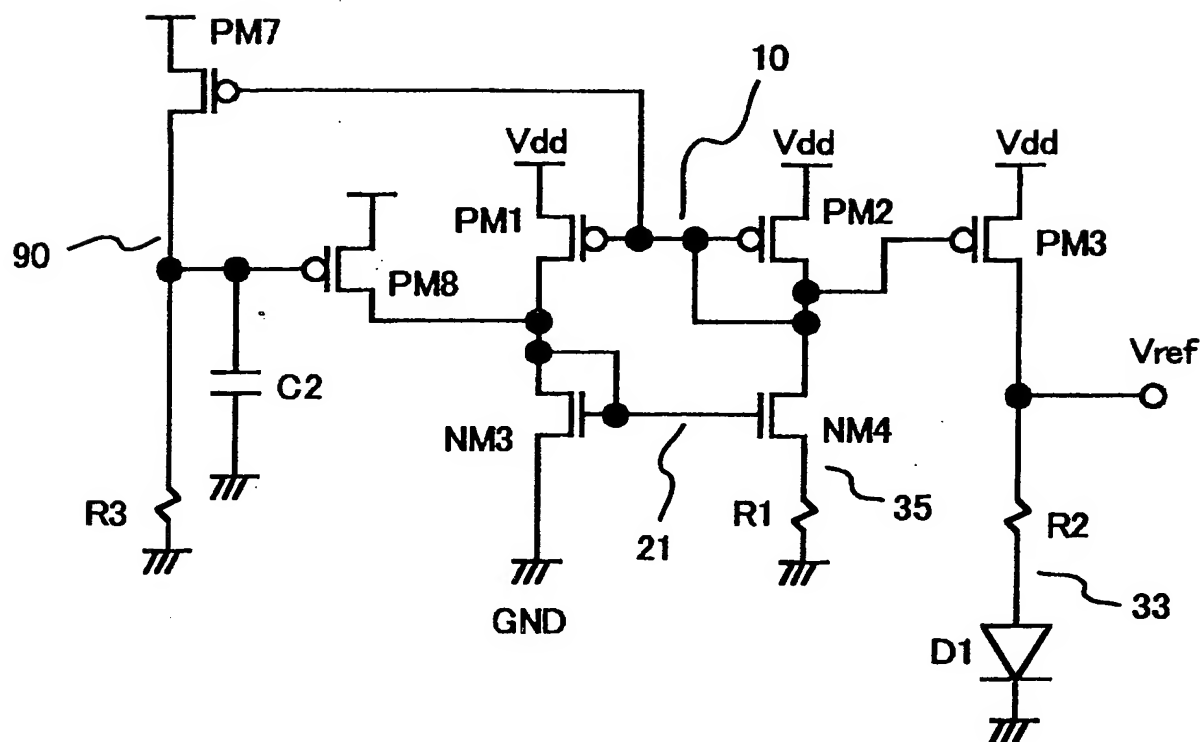 PM7
10
Vdd
Vdd
Vdd
PM1
PM2
PM3
90
PM8
Vref
C2
NM3
NM4
R3
21
R1
35
R2
GND
33
D1